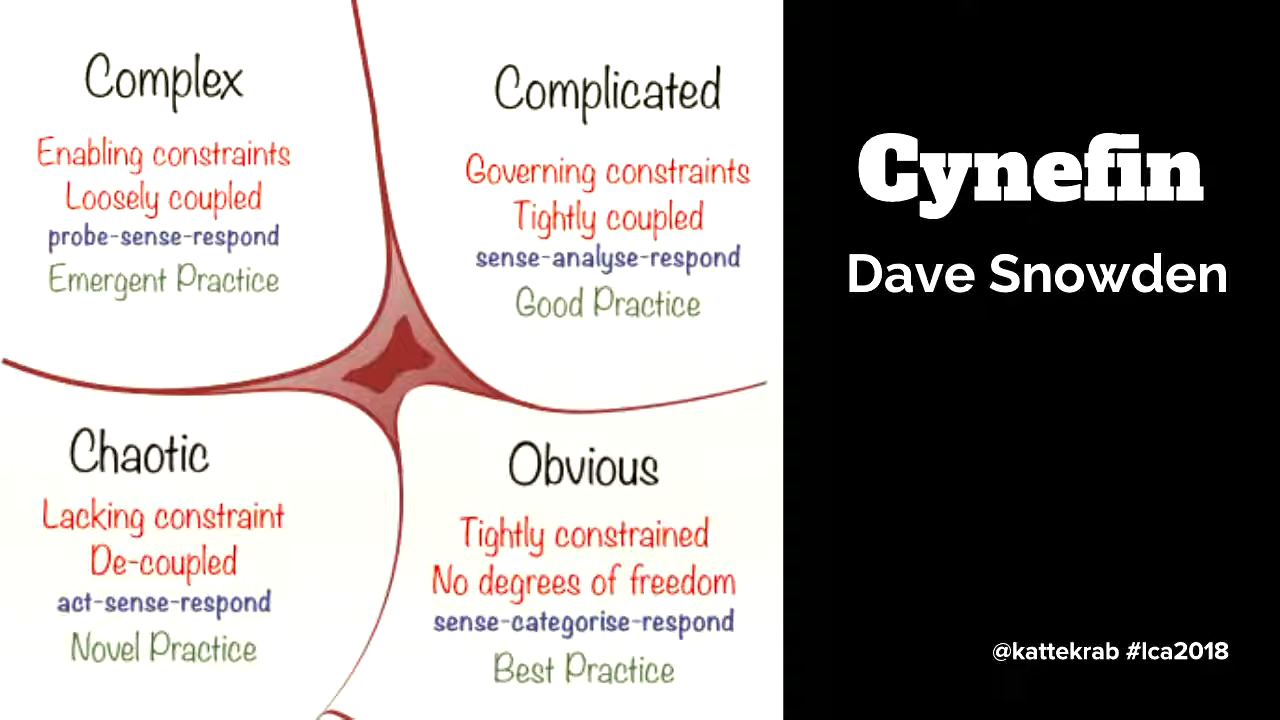 Complex
Enabling constraints
Loosely coupled
probe-sense-respond
Emergent Practice
Complicated
Governing constraints
Tightly coupled
sense-analyse-respond
Good Practice
Chaotic
Lacking constraint
De-coupled
act-sense-respond
Novel Practice
Obvious
Tightly constrained
No degrees of freedom
sense-categorise-respond
Best Practice
Cynefin
Dave Snowden
@kattekrab #lca2018